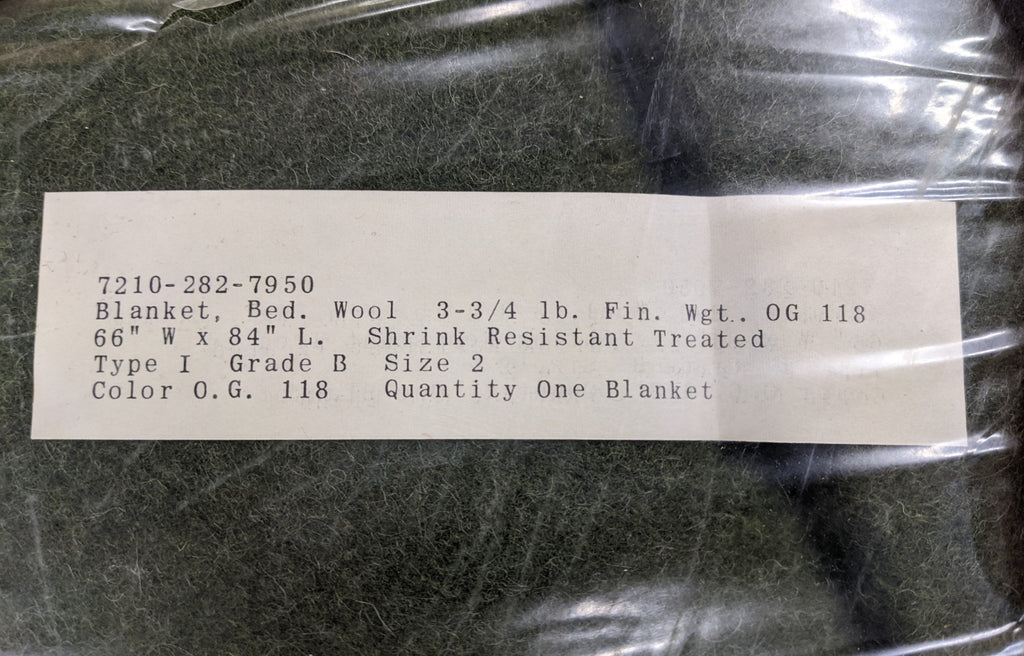 7210-282-7950
Blanket, Bed. Wool 3-3/4 lb. Fin. Wgt.. OG 118
66" W x 84" L. Shrink Resistant Treated
Type I Grade B Size 2
Color O.G. 118 Quantity One Blanket